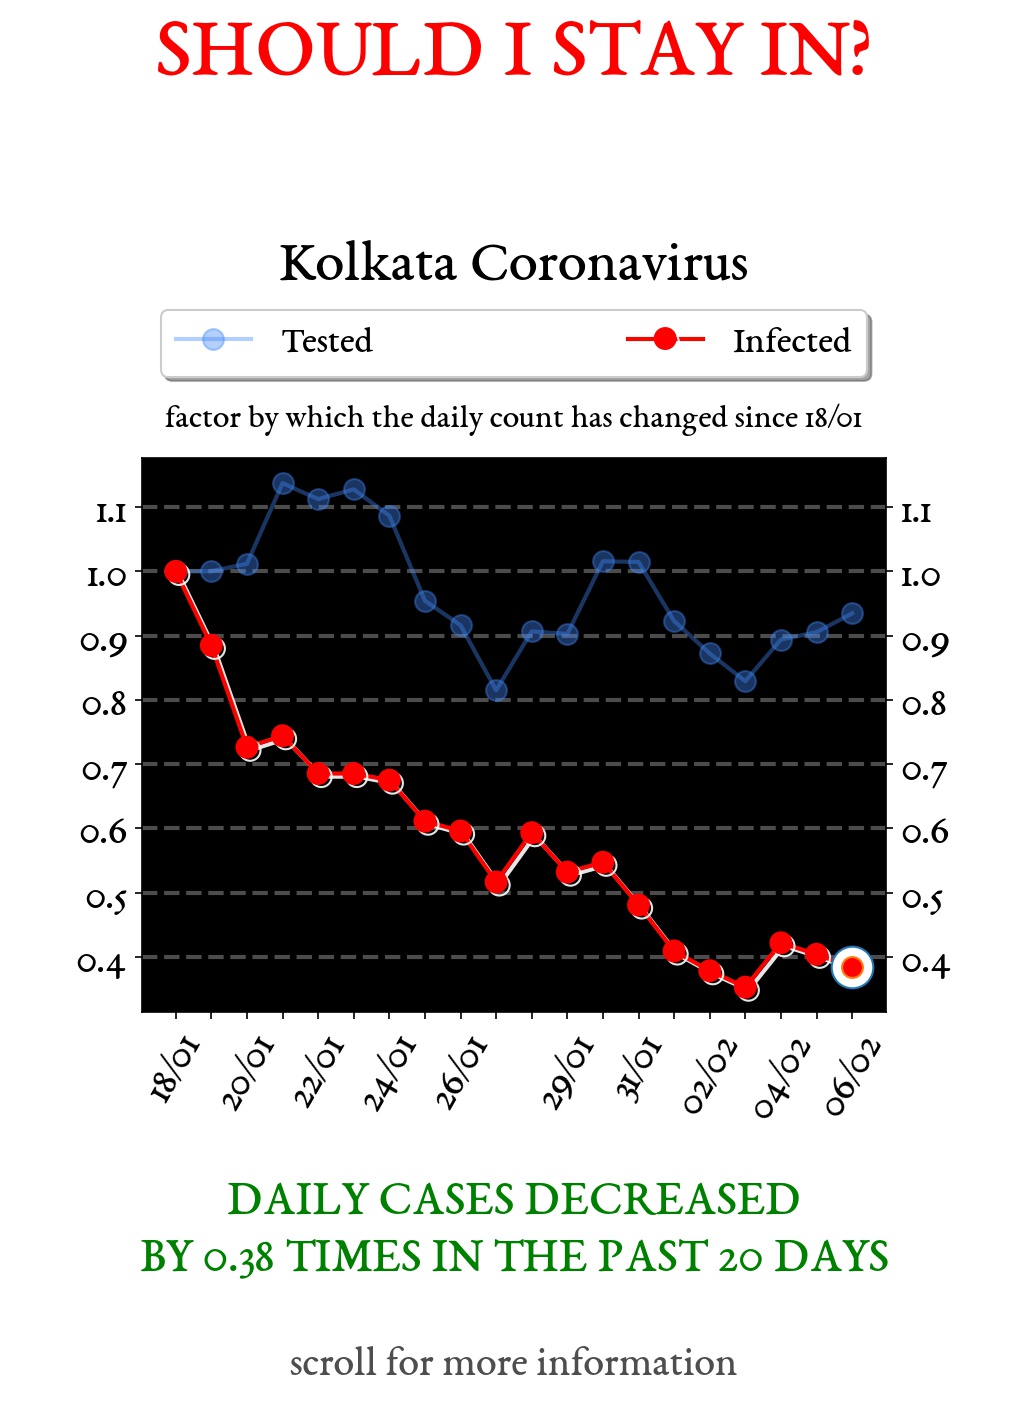 SHOULD I STAY IN?
Kolkata Coronavirus
Tested Infected
factor by which the daily count has changed since 18/01
1.1 1.1
1.0 1.0
0.9 0.9
0.8 0.8
0.7 0.7
0.6 0.6
0.5 0.5
0.4 0.4
18/01 20/01 22/01 24/01 26/01 29/01 31/01 02/02 04/02 06/02
DAILY CASES DECREASED
BY 0.38 TIMES IN THE PAST 20 DAYS
scroll for more information